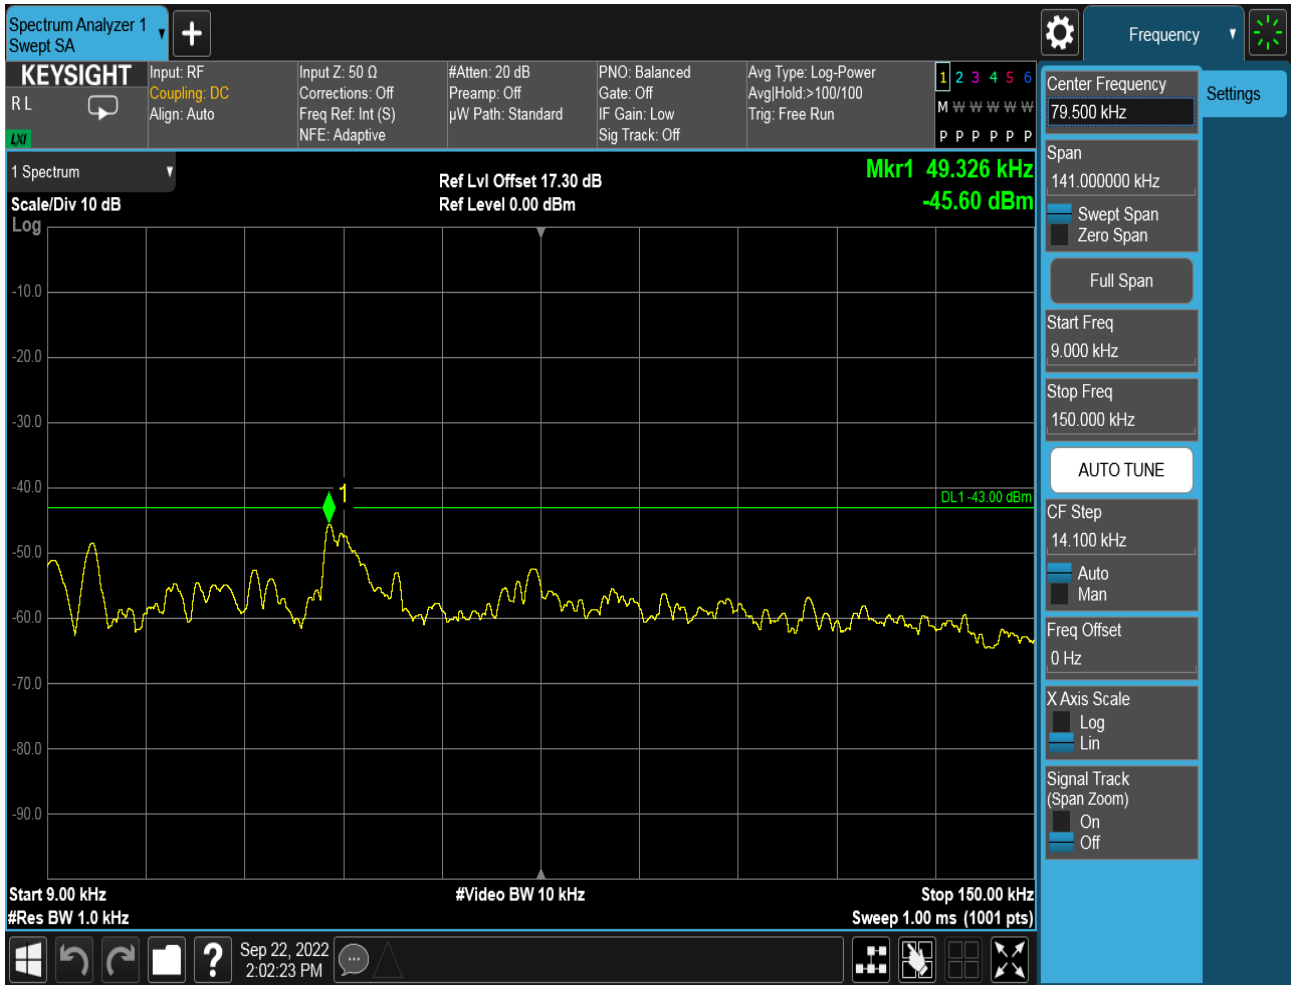 Spectrum Analyzer 1
Swept SA
Frequency
KEYSIGHT
R L
LXI
Input: RF
Coupling: DC
Align: Auto
Input Z: 50 Ω
Corrections: Off
Freq Ref: Int (S)
NFE: Adaptive
#Atten: 20 dB
Preamp: Off
µW Path: Standard
PNO: Balanced
Gate: Off
IF Gain: Low
Sig Track: Off
Avg Type: Log-Power
Avg|Hold:>100/100
Trig: Free Run
1 2 3 4 5 6
M W W W W W
P P P P P P
1 Spectrum
Scale/Div 10 dB
Log
Ref Lvl Offset 17.30 dB
Ref Level 0.00 dBm
Mkr1 49.326 kHz
-45.60 dBm
-10.0
-20.0
-30.0
-40.0
1
DL1 -43.00 dBm
-50.0
-60.0
-70.0
-80.0
-90.0
Start 9.00 kHz
#Video BW 10 kHz
Stop 150.00 kHz
#Res BW 1.0 kHz
Sweep 1.00 ms (1001 pts)
?
Sep 22, 2022
2:02:23 PM
Center Frequency
79.500 kHz
Settings
Span
141.000000 kHz
Swept Span
Zero Span
Full Span
Start Freq
9.000 kHz
Stop Freq
150.000 kHz
AUTO TUNE
CF Step
14.100 kHz
Auto
Man
Freq Offset
0 Hz
X Axis Scale
Log
Lin
Signal Track
(Span Zoom)
On
Off